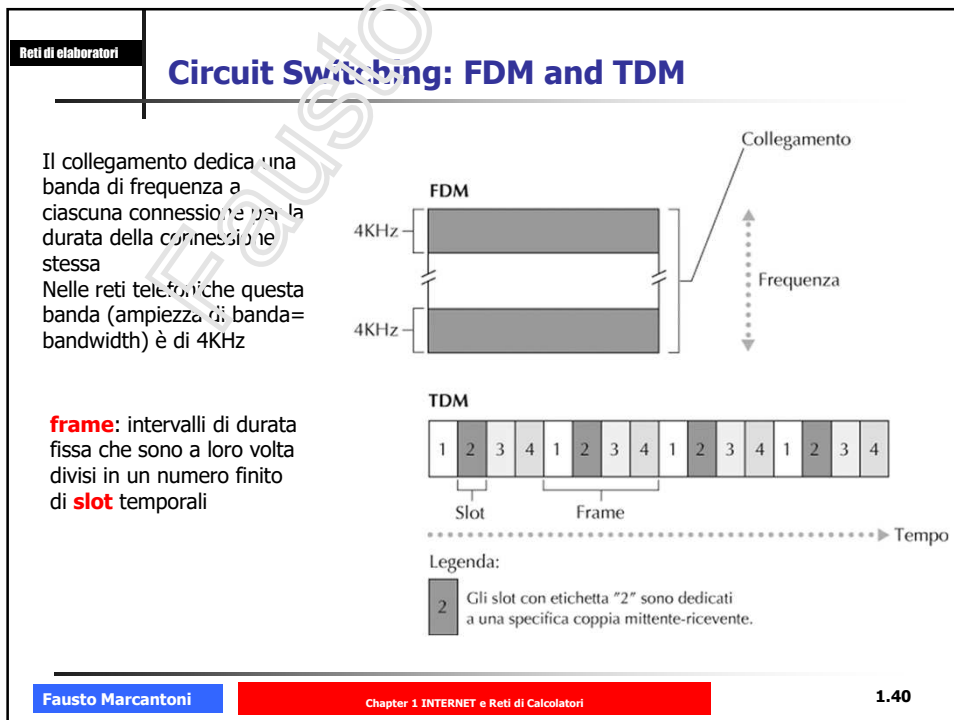 Reti di elaboratori
Circuit Switching: FDM and TDM
Il collegamento dedica una
banda di frequenza a
ciascuna connessione per la
durata della connessione
stessa
Nelle reti telefoniche questa
banda (ampiezza di banda=
bandwidth) è di 4KHz
frame: intervalli di durata
fissa che sono a loro volta
divisi in un numero finito
di slot temporali
Collegamento
FDM
4KHz
Frequenza
4KHz
TDM
1 2 3 4 1 2 3 4 1 2 3 4 1 2 3 4
Slot Frame
Tempo
Legenda:
2 Gli slot con etichetta "2" sono dedicati
a una specifica coppia mittente-ricevente.
Fausto Marcantoni
Chapter 1 INTERNET e Reti di Calcolatori
1.40
Fausto